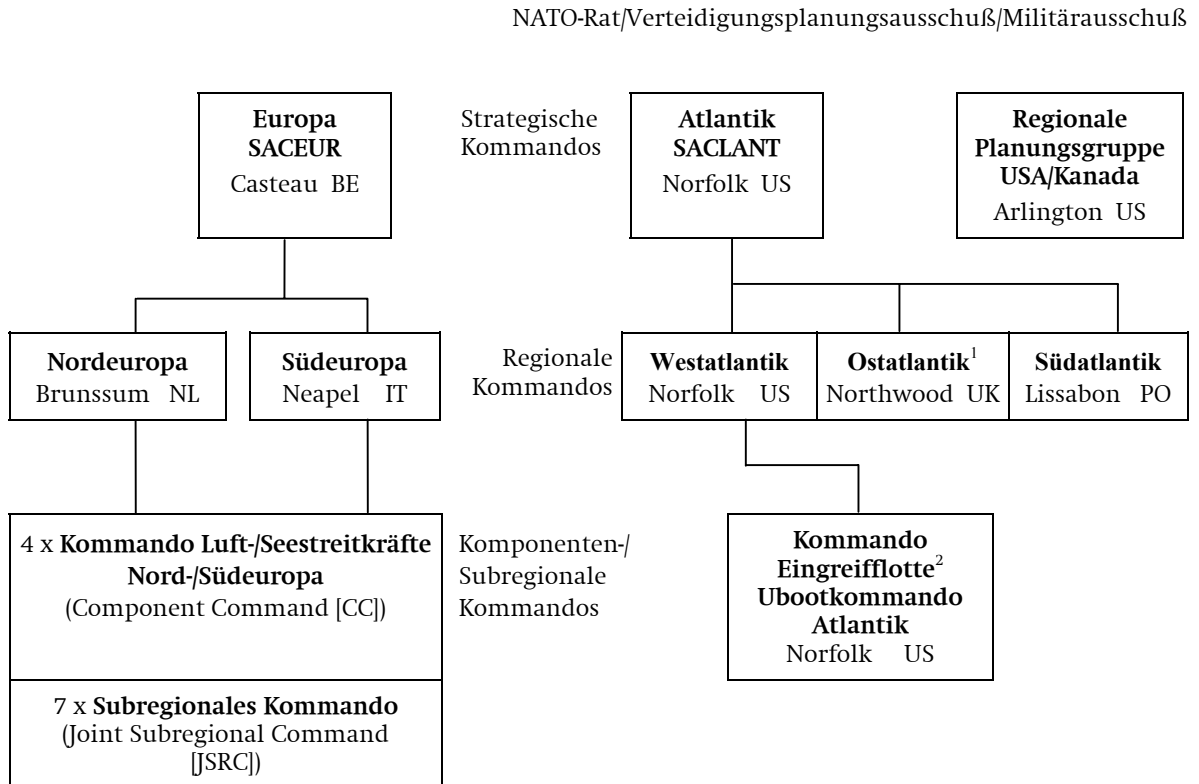 NATO-Rat/Verteidigungsplanungsausschuß/Militärausschuß
Europa
SACEUR
Casteau BE
Strategische
Kommandos
Atlantik
SACLANT
Norfolk US
Regionale
Planungsgruppe
USA/Kanada
Arlington US
Nordeuropa
Brunssum NL
Südeuropa
Neapel IT
Regionale
Kommandos
Westatlantik
Norfolk US
Ostatlantik¹
Northwood UK
Südatlantik
Lissabon PO
4 x Kommando Luft-/Seestreitkräfte
Nord-/Südeuropa
(Component Command [CC])
Komponenten-/
Subregionale
Kommandos
Kommando
Eingreifflotte²
Ubootkommando
Atlantik
Norfolk US
7 x Subregionales Kommando
(Joint Subregional Command
[JSRC])